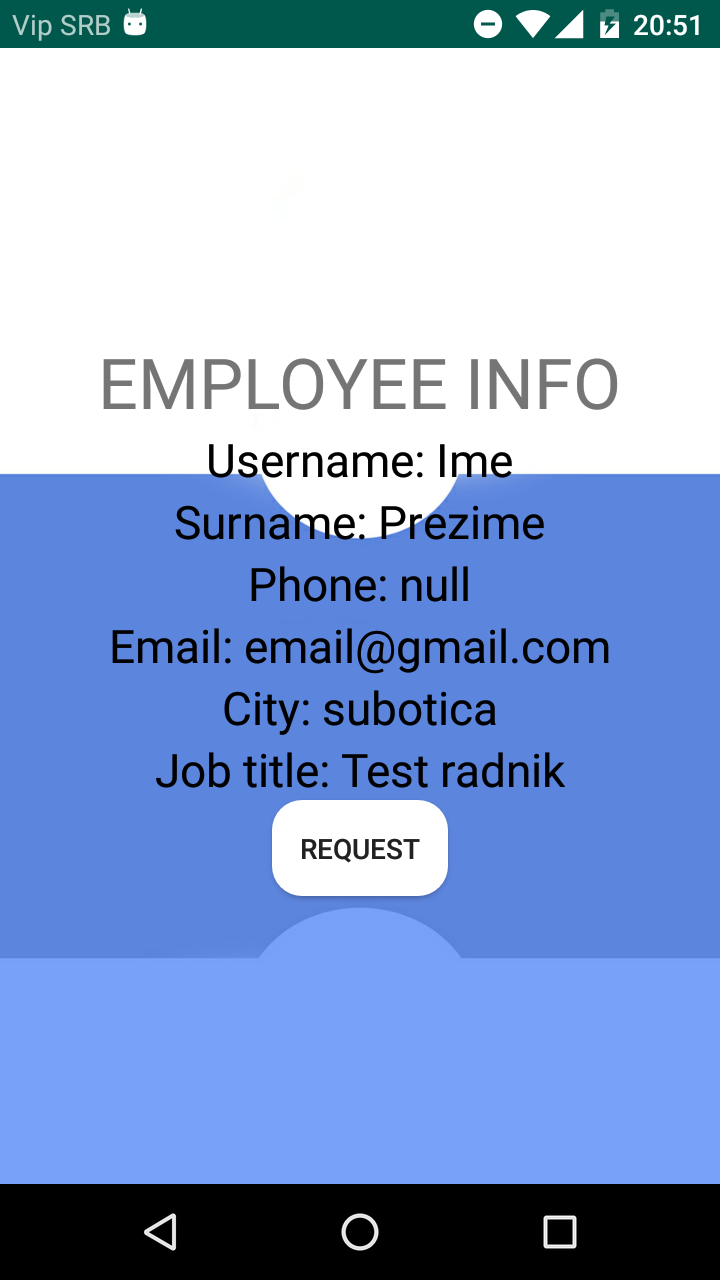 Vip SRB 20:51
EMPLOYEE INFO
Username: Ime
Surname: Prezime
Phone: null
Email: email@gmail.com
City: subotica
Job title: Test radnik
REQUEST